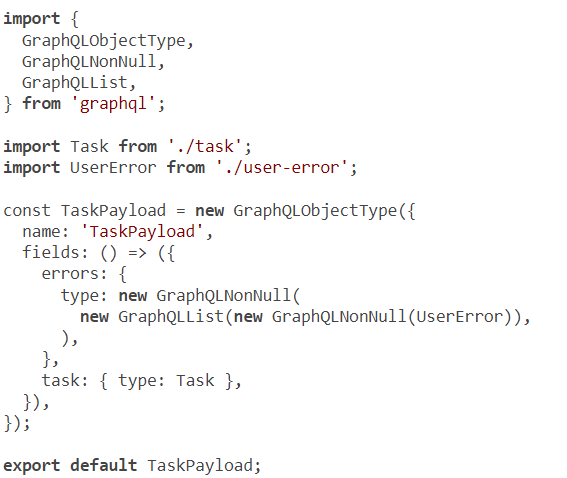 import {
  GraphQLObjectType,
  GraphQLNonNull,
  GraphQLList,
} from 'graphql';

import Task from './task';
import UserError from './user-error';

const TaskPayload = new GraphQLObjectType({
  name: 'TaskPayload',
  fields: () => ({
    errors: {
      type: new GraphQLNonNull(
        new GraphQLList(new GraphQLNonNull(UserError)),
      ),
    },
    task: { type: Task },
  }),
});

export default TaskPayload;